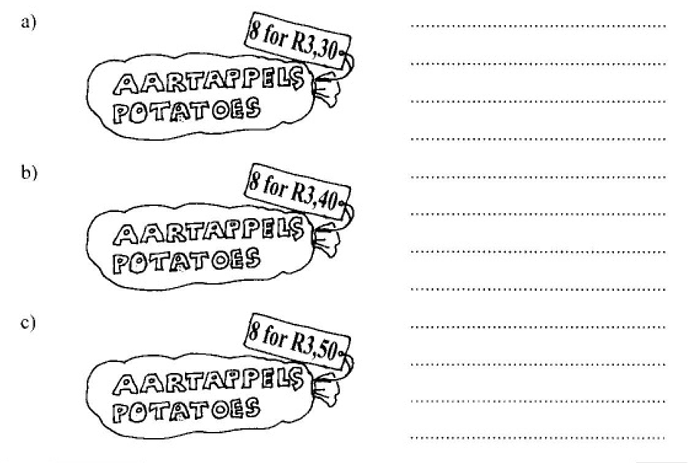 a)
8 for R3,30
AARTAPPELS
POTATOES
b)
8 for R3,40
AARTAPPELS
POTATOES
c)
8 for R3,50
AARTAPPELS
POTATOES